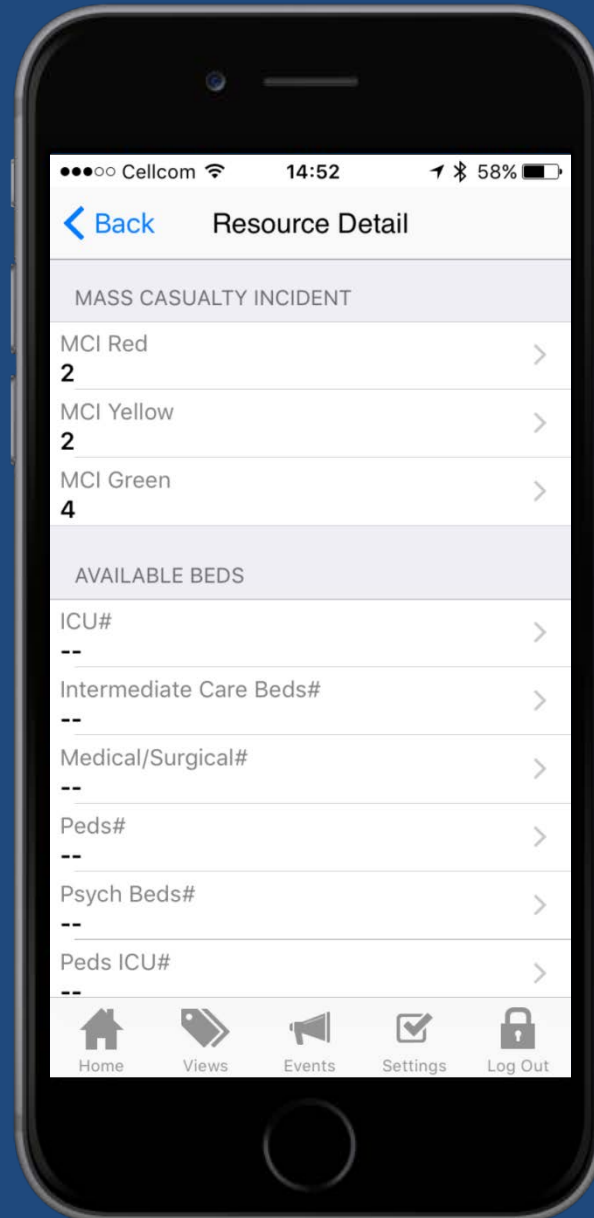 Cellcom 14:52 58%
Back Resource Detail
MASS CASUALTY INCIDENT
MCI Red
2
MCI Yellow
2
MCI Green
4
AVAILABLE BEDS
ICU#
--
Intermediate Care Beds#
--
Medical/Surgical#
--
Peds#
--
Psych Beds#
--
Peds ICU#
--
Home Views Events Settings Log Out